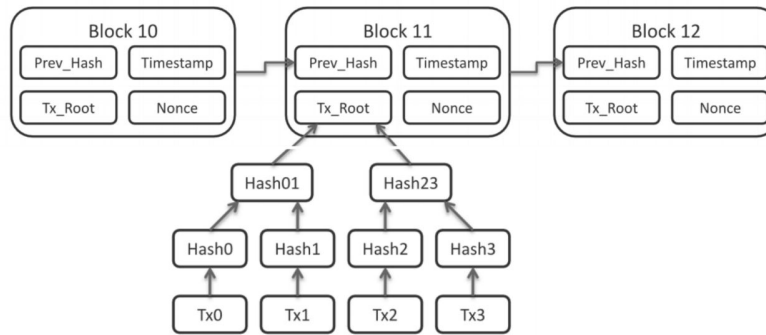 Block 10
Block 11
Block 12
Prev_Hash
Timestamp
Prev_Hash
Timestamp
Prev_Hash
Timestamp
Tx_Root
Nonce
Tx_Root
Nonce
Tx_Root
Nonce
Hash01
Hash23
Hash0
Hash1
Hash2
Hash3
Tx0
Tx1
Tx2
Tx3